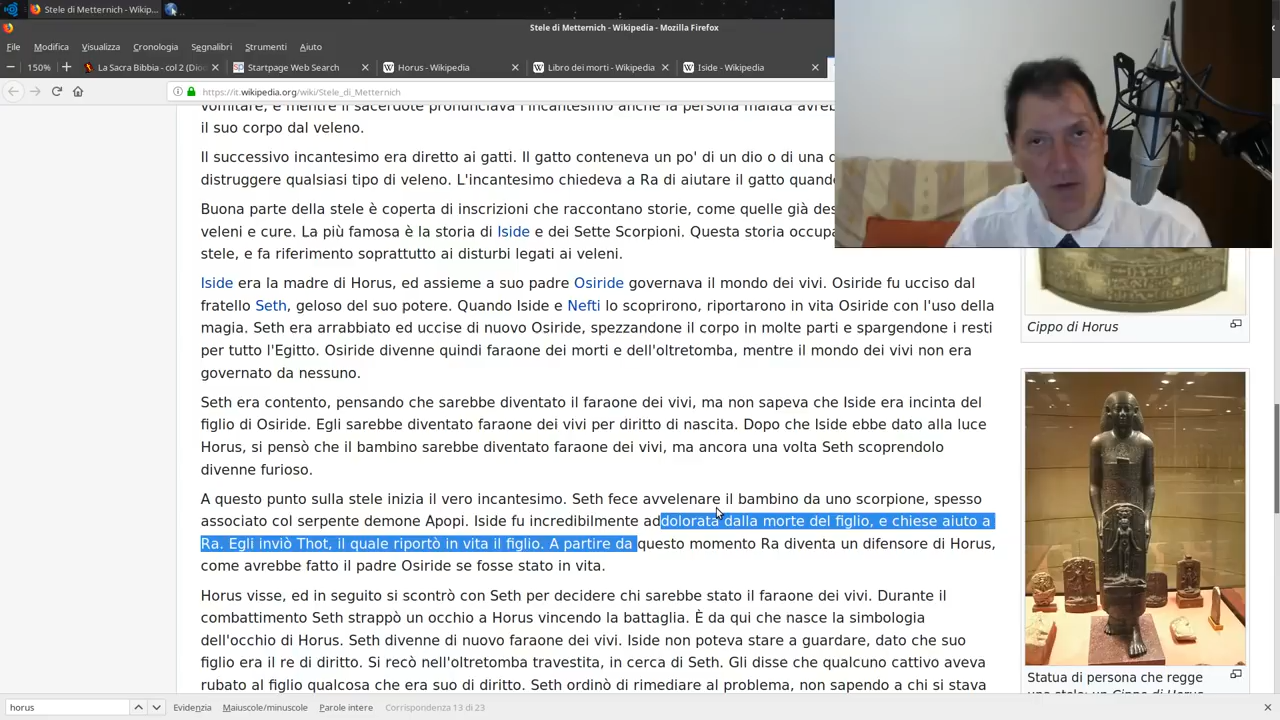 Stele di Metternich - Wikip...
Stele di Metternich - Wikipedia - Mozilla Firefox
File Modifica Visualizza Cronologia Segnalibri Strumenti Aiuto
150% La Sacra Bibbia - col 2 (Dio Startpage Web Search Horus - Wikipedia Libro dei morti - Wikipedia Iside - Wikipedia
https://it.wikipedia.org/wiki/Stele_di_Metternich
vomitare, e mentre il sacerdote pronunciava l'incantesimo anche la persona malata
il suo corpo dal veleno.
Il successivo incantesimo era diretto ai gatti. Il gatto conteneva un po' di un dio o di una
distruggere qualsiasi tipo di veleno. L'incantesimo chiedeva a Ra di aiutare il gatto
Buona parte della stele è coperta di inscrizioni che raccontano storie, come quelle già
veleni e cure. La più famosa è la storia di Iside e dei Sette Scorpioni. Questa storia
stele, e fa riferimento soprattutto ai disturbi legati ai veleni.
Iside era la madre di Horus, ed assieme a suo padre Osiride governava il mondo dei vivi. Osiride fu ucciso dal
fratello Seth, geloso del suo potere. Quando Iside e Nefti lo scoprirono, riportarono in vita Osiride con l'uso della
magia. Seth era arrabbiato ed uccise di nuovo Osiride, spezzandone il corpo in molte parti e spargendone i resti
per tutto l'Egitto. Osiride divenne quindi faraone dei morti e dell'oltretomba, mentre il mondo dei vivi non era
governato da nessuno.
Seth era contento, pensando che sarebbe diventato il faraone dei vivi, ma non sapeva che Iside era incinta del
figlio di Osiride. Egli sarebbe diventato faraone dei vivi per diritto di nascita. Dopo che Iside ebbe dato alla luce
Horus, si pensò che il bambino sarebbe diventato faraone dei vivi, ma ancora una volta Seth scoprendolo
divenne furioso.
A questo punto sulla stele inizia il vero incantesimo. Seth fece avvelenare il bambino da uno scorpione, spesso
associato col serpente demone Apopi. Iside fu incredibilmente addolorata dalla morte del figlio, e chiese aiuto a
Ra. Egli inviò Thot, il quale riportò in vita il figlio. A partire da questo momento Ra diventa un difensore di Horus,
come avrebbe fatto il padre Osiride se fosse stato in vita.
Horus visse, ed in seguito si scontrò con Seth per decidere chi sarebbe stato il faraone dei vivi. Durante il
combattimento Seth strappò un occhio a Horus vincendo la battaglia. È da qui che nasce la simbologia
dell'occhio di Horus. Seth divenne di nuovo faraone dei vivi. Iside non poteva stare a guardare, dato che suo
figlio era il re di diritto. Si recò nell'oltretomba travestita, in cerca di Seth. Gli disse che qualcuno cattivo aveva
rubato al figlio qualcosa che era suo di diritto. Seth ordinò di rimediare al problema, non sapendo a chi si stava
Cippo di Horus
Statua di persona che regge
una stele: un Cippo di Horus
horus Evidenzia Maiuscole/minuscole Parole intere Corrispondenza 13 di 23